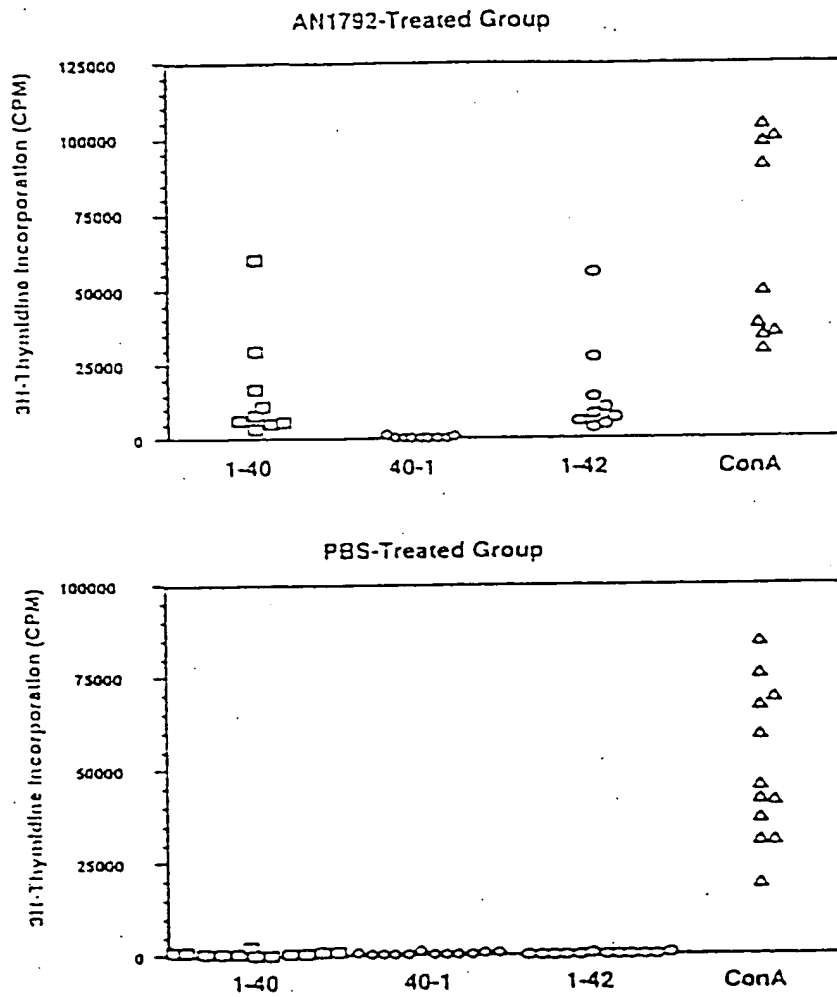 AN1792-Treated Group
3H-Thymidine Incorporation (CPM)
125000
100000
75000
50000
25000
0
1-40
40-1
1-42
ConA
PBS-Treated Group
3H-Thymidine Incorporation (CPM)
100000
75000
50000
25000
0
1-40
40-1
1-42
ConA